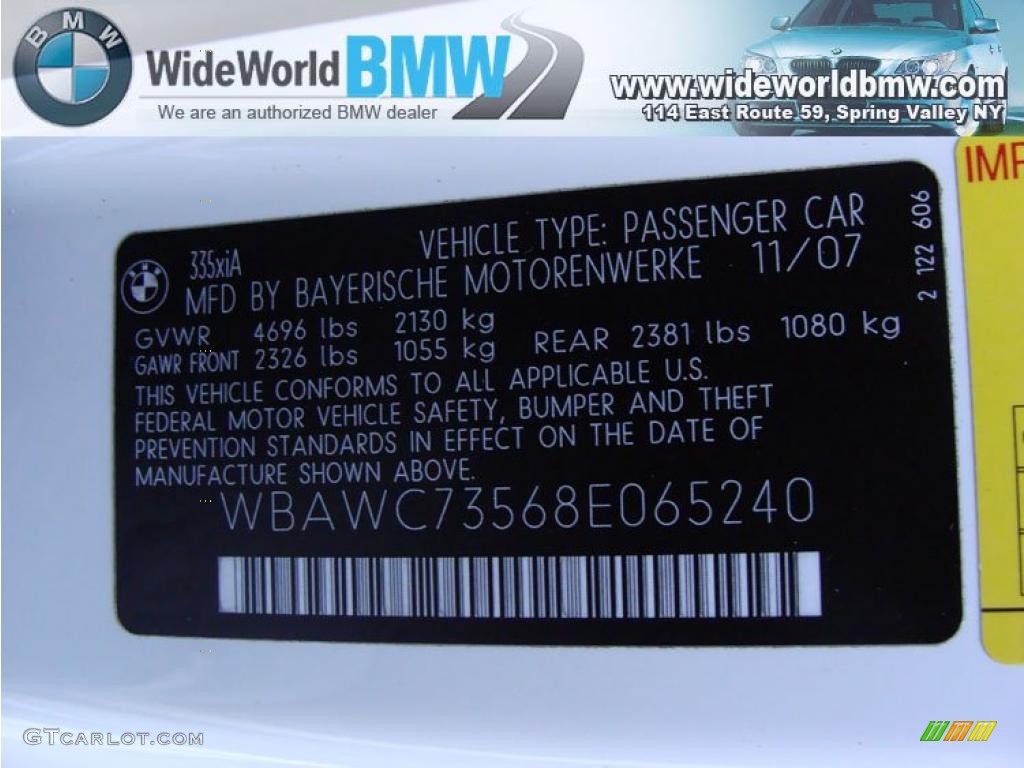 BMW
WideWorld BMW
We are an authorized BMW dealer
www.wideworldbmw.com
114 East Route 59, Spring Valley NY
IMP
335xiA
VEHICLE TYPE: PASSENGER CAR
MFD BY BAYERISCHE MOTORENWERKE 11/07
2 122 606
GVWR 4696 lbs 2130 kg
GAWR FRONT 2326 lbs 1055 kg REAR 2381 lbs 1080 kg
THIS VEHICLE CONFORMS TO ALL APPLICABLE U.S.
FEDERAL MOTOR VEHICLE SAFETY, BUMPER AND THEFT
PREVENTION STANDARDS IN EFFECT ON THE DATE OF
MANUFACTURE SHOWN ABOVE.
WBAWC73568E065240
GTCARLOT.COM